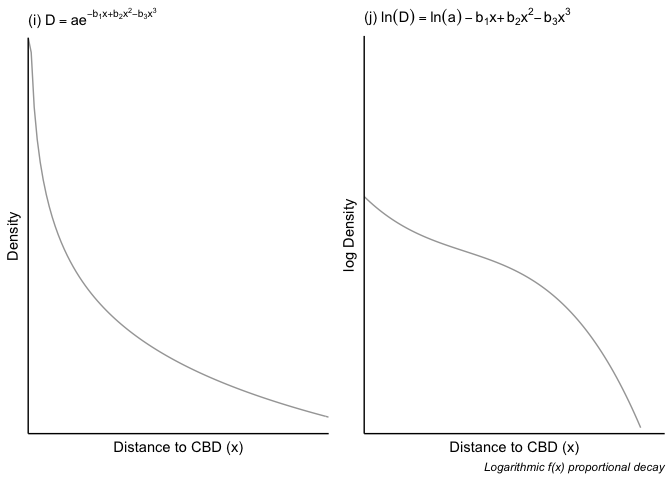 (i) D = ae^{−b₁x+b₂x²−b₃x³}
(j) ln(D) = ln(a) − b₁x+ b₂x²− b₃x³
Density
log Density
Distance to CBD (x)
Distance to CBD (x)
Logarithmic f(x) proportional decay